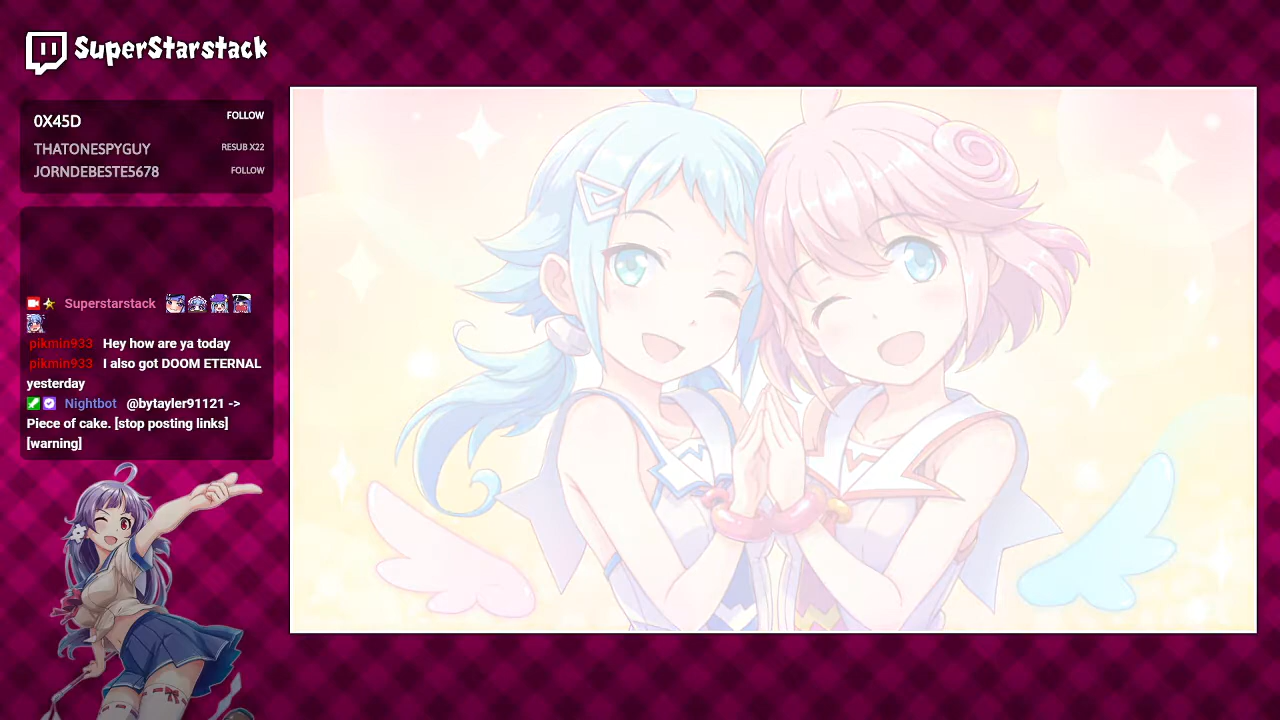 SuperStarstack
0X45D FOLLOW
THATONESPYGUY RESUB X22
JORNDEBESTE5678 FOLLOW
Superstarstack
pikmin933 Hey how are ya today
pikmin933 I also got DOOM ETERNAL
yesterday
Nightbot @bytayler91121 ->
Piece of cake. [stop posting links]
[warning]